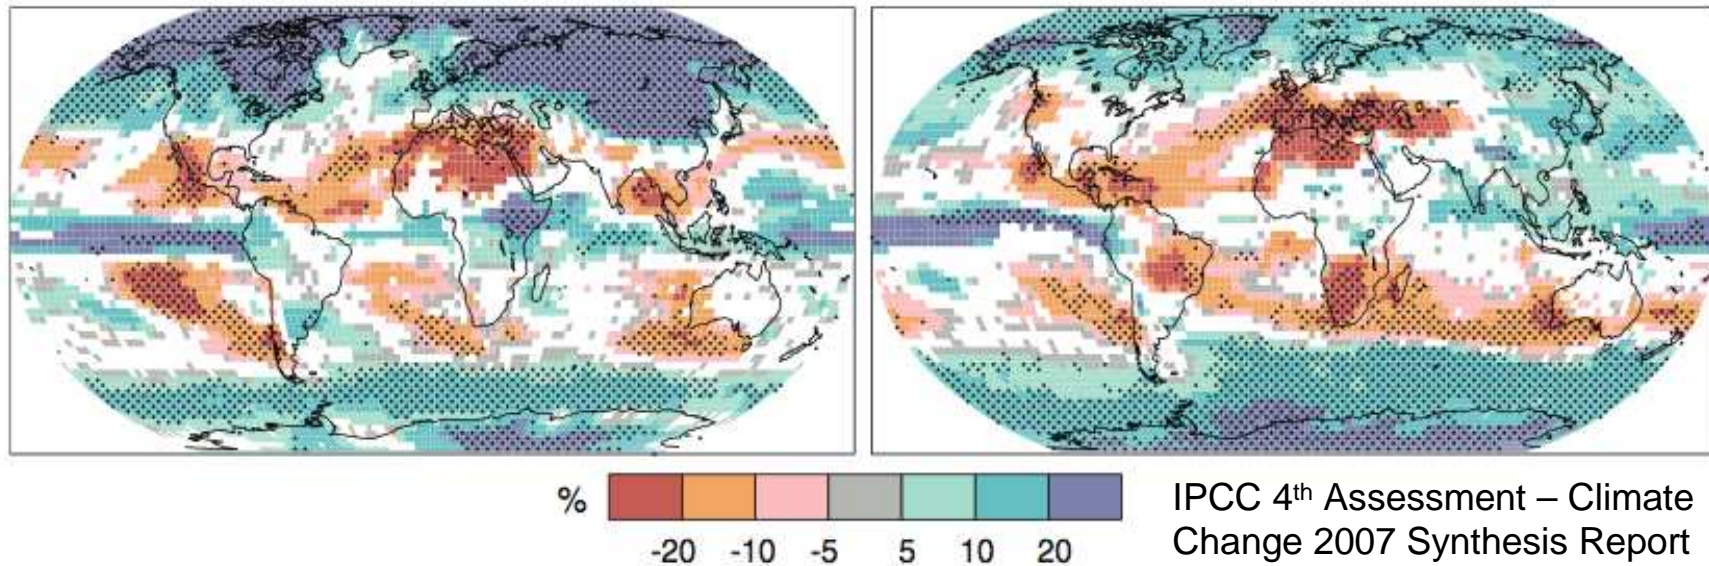 %
-20 -10 -5 5 10 20
IPCC 4th Assessment – Climate
Change 2007 Synthesis Report